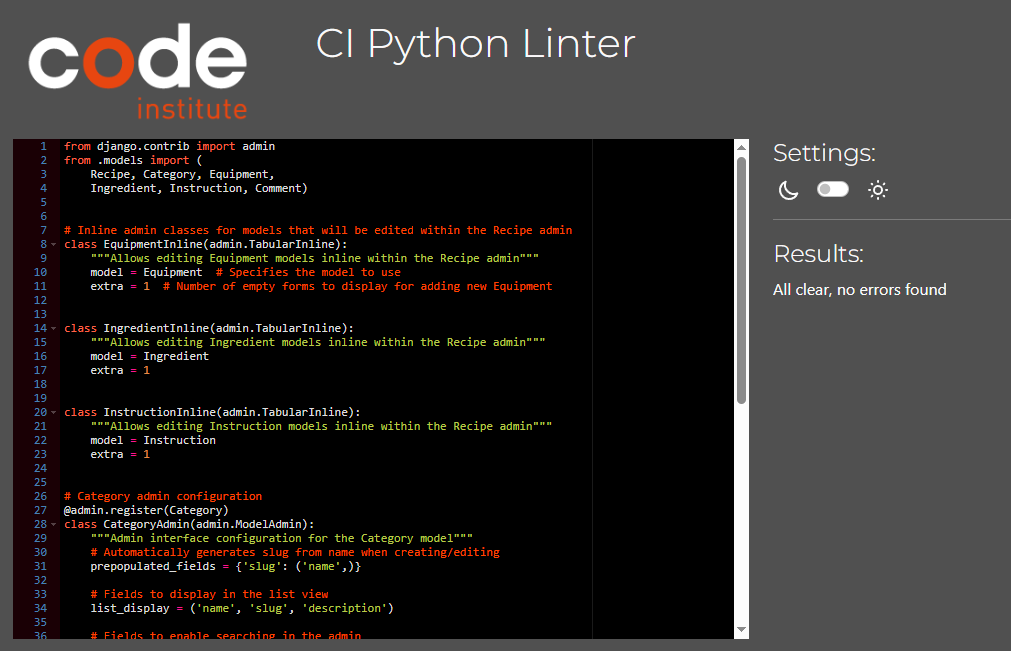 code
institute
CI Python Linter
1 from django.contrib import admin
2 from .models import (
3     Recipe, Category, Equipment,
4     Ingredient, Instruction, Comment)
5
6
7 # Inline admin classes for models that will be edited within the Recipe admin
8 class EquipmentInline(admin.TabularInline):
9     """Allows editing Equipment models inline within the Recipe admin"""
10     model = Equipment  # Specifies the model to use
11     extra = 1  # Number of empty forms to display for adding new Equipment
12
13
14 class IngredientInline(admin.TabularInline):
15     """Allows editing Ingredient models inline within the Recipe admin"""
16     model = Ingredient
17     extra = 1
18
19
20 class InstructionInline(admin.TabularInline):
21     """Allows editing Instruction models inline within the Recipe admin"""
22     model = Instruction
23     extra = 1
24
25
26 # Category admin configuration
27 @admin.register(Category)
28 class CategoryAdmin(admin.ModelAdmin):
29     """Admin interface configuration for the Category model"""
30     # Automatically generates slug from name when creating/editing
31     prepopulated_fields = {'slug': ('name',)}
32
33     # Fields to display in the list view
34     list_display = ('name', 'slug', 'description')
35
36     # Fields to enable searching in the admin
Settings:
Results:
All clear, no errors found